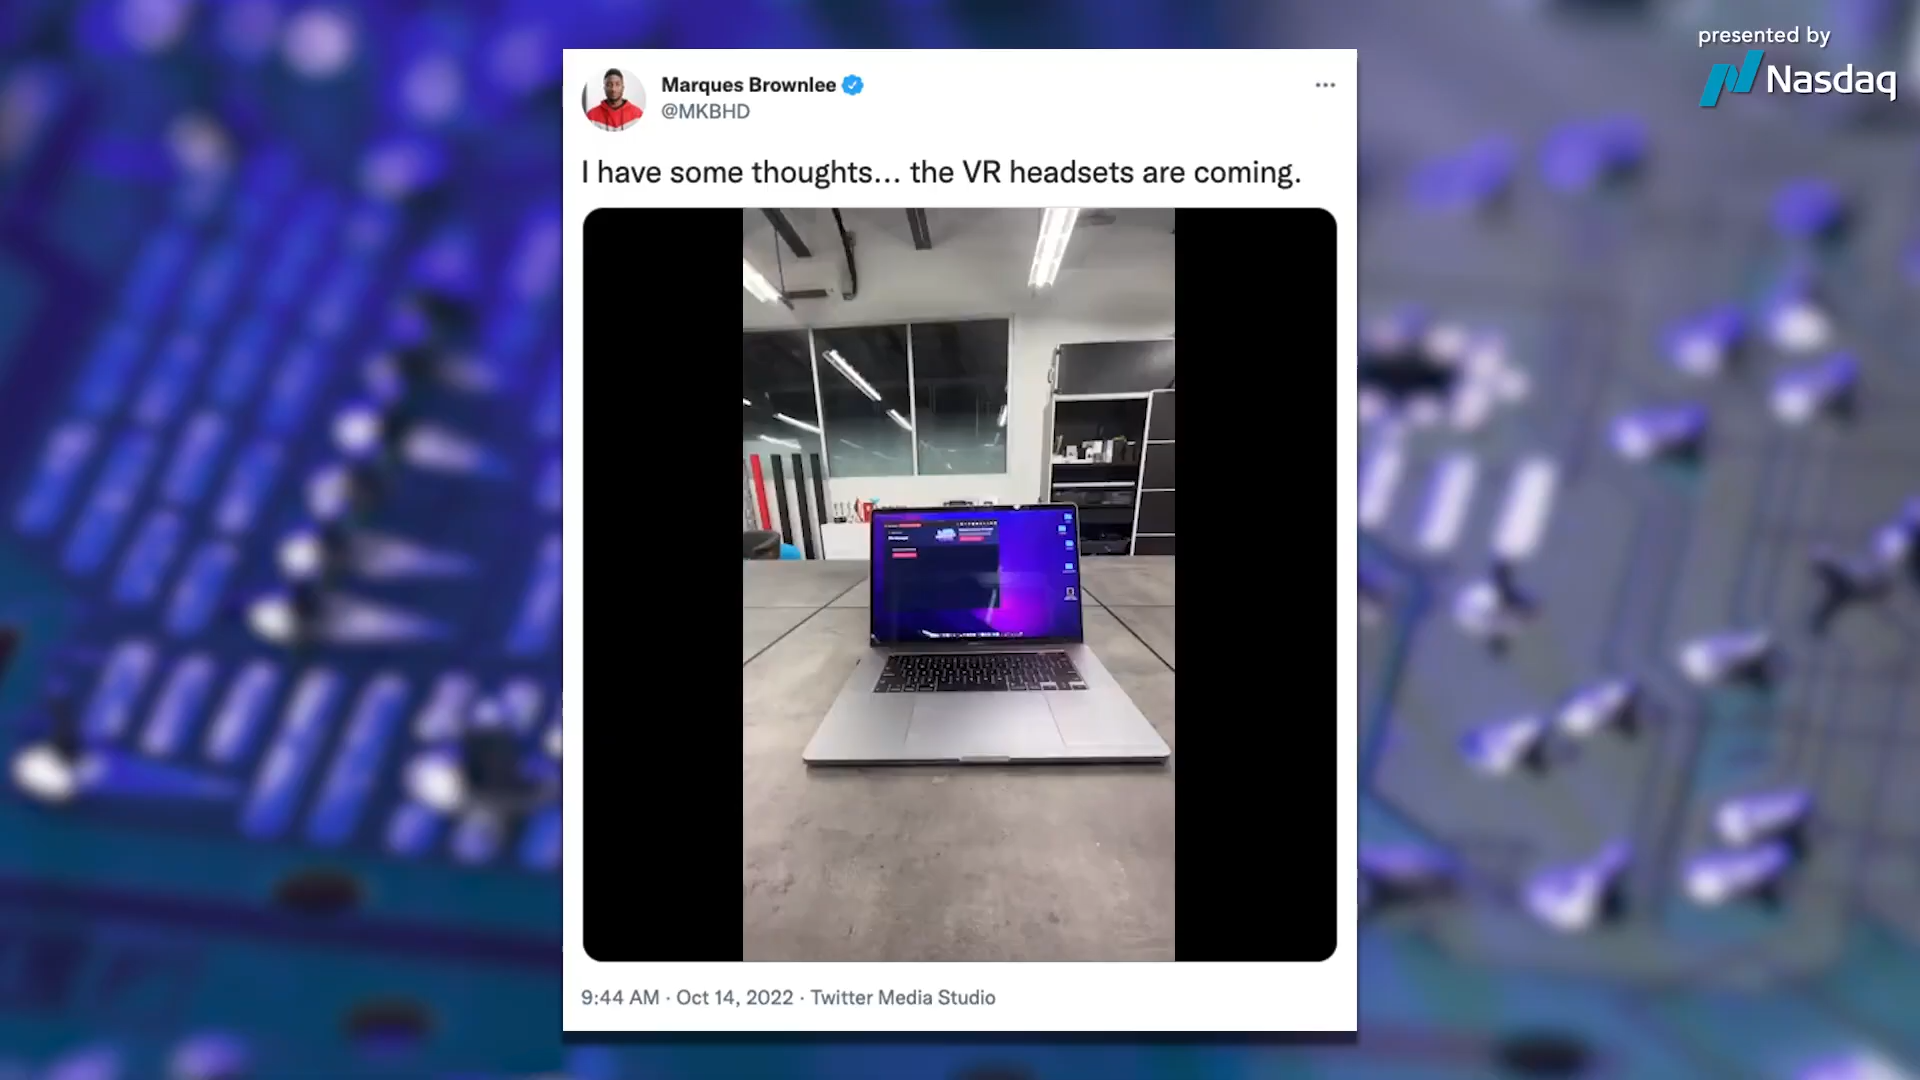 presented by
Nasdaq
Marques Brownlee
@MKBHD
I have some thoughts... the VR headsets are coming.
9:44 AM · Oct 14, 2022 · Twitter Media Studio